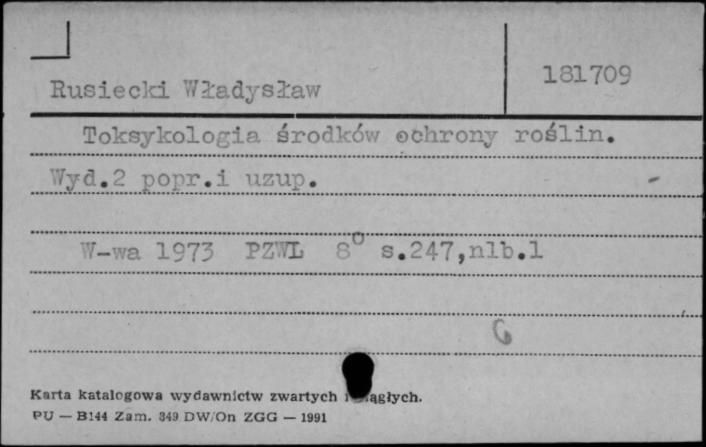 181709
Rusiecki Władysław
Toksykologia środków ochrony roślin.
Wyd.2 popr.i uzup.
W-wa 1973 PZWL 8° s.247,nlb.1
Karta katalogowa wydawnictw zwartych i ągłych.
PU — B144 Zam. 349 DW/On ZGG — 1991